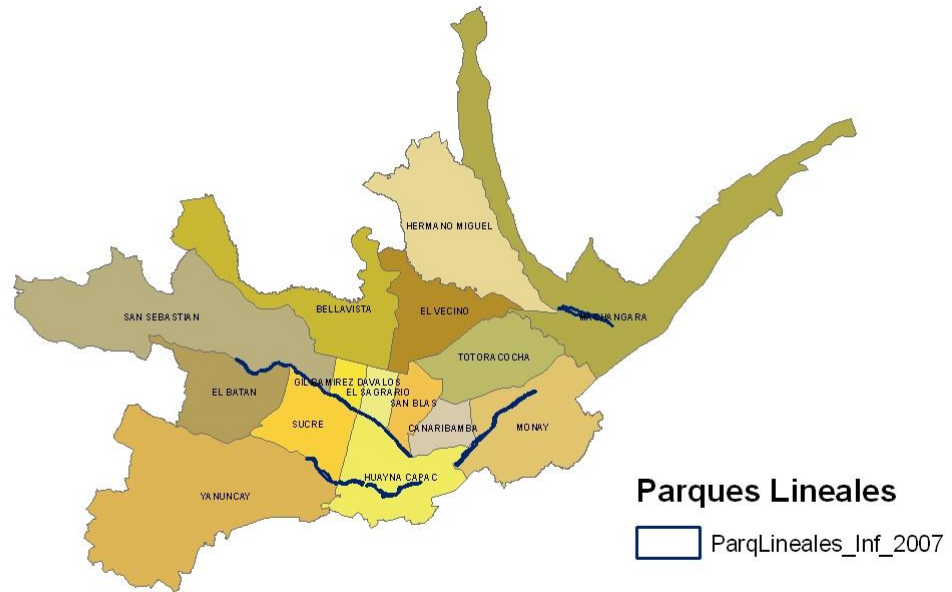 HERMANO MIGUEL
BELLAVISTA
EL VECINO
MACHANGARA
SAN SEBASTIAN
TOTORACOCHA
GIL RAMIREZ DAVALOS
EL BATAN
EL SAGRARIO
SAN BLAS
SUCRE
CANARIBAMBA
MONAY
HUAYNA CAPAC
YANUNCAY
Parques Lineales
ParqLineales_Inf_2007